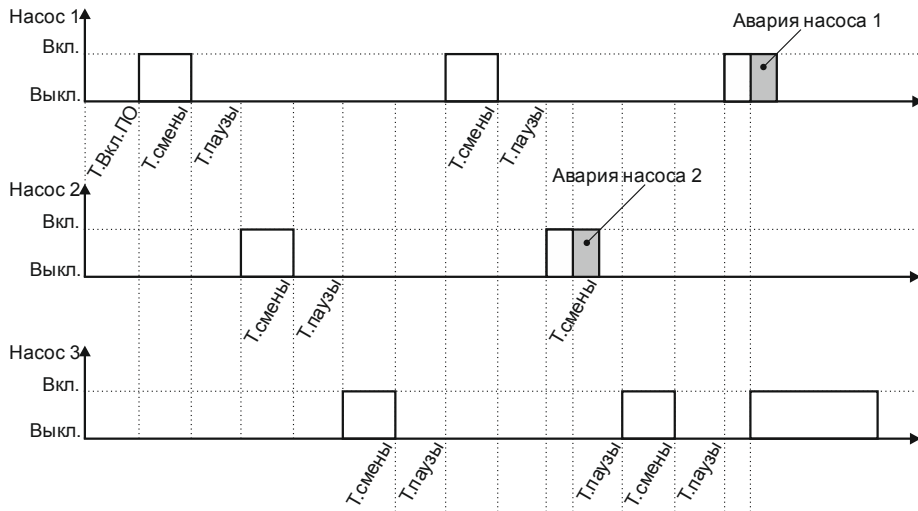 Насос 1
Авария насоса 1
Вкл.
Выкл.
Т.Вкл.ПО
Т.смены
Т.паузы
Т.смены
Т.паузы
Насос 2
Авария насоса 2
Вкл.
Выкл.
Т.смены
Т.паузы
Т.смены
Насос 3
Вкл.
Выкл.
Т.смены
Т.паузы
Т.паузы
Т.смены
Т.паузы